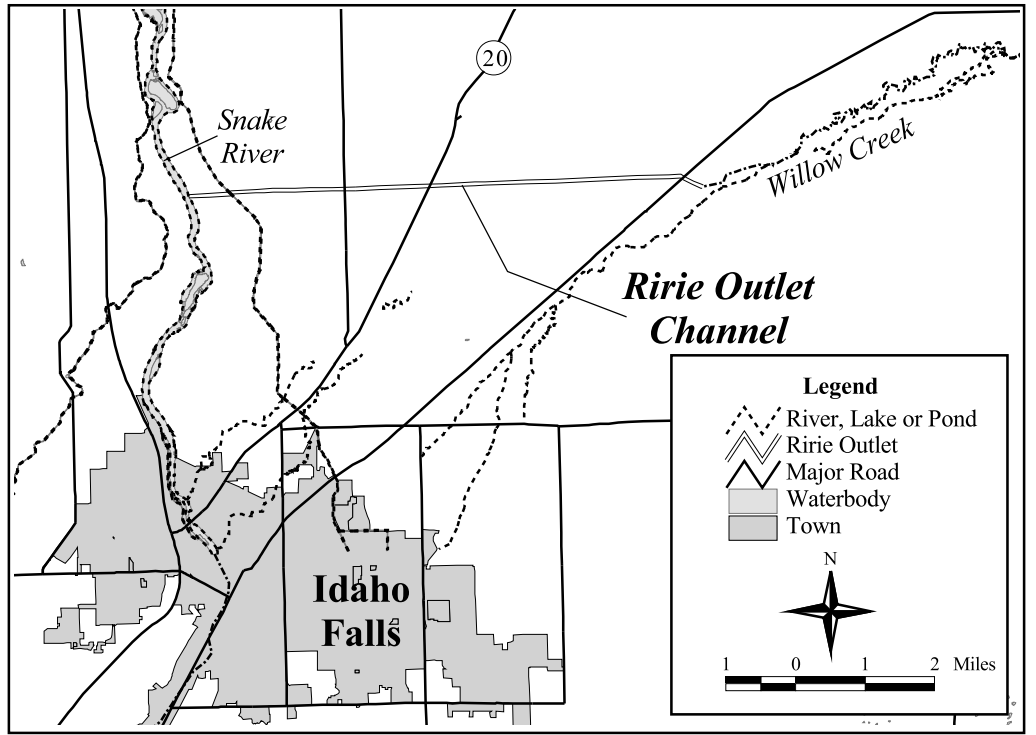 20
Snake
River
Willow Creek
Ririe Outlet
Channel
Legend
River, Lake or Pond
Ririe Outlet
Major Road
Waterbody
Town
N
Idaho
Falls
1 0 1 2 Miles